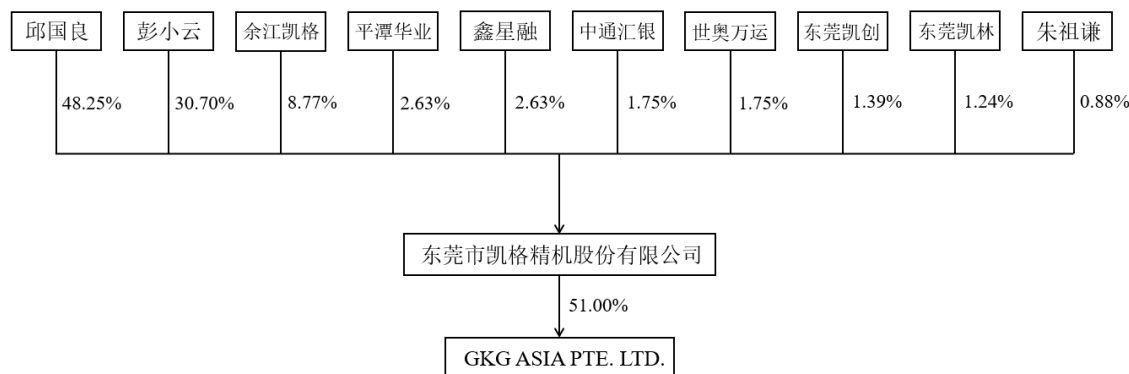 邱国良 彭小云 余江凯格 平潭华业 鑫星融 中通汇银 世奥万运 东莞凯创 东莞凯林 朱祖谦
48.25% 30.70% 8.77% 2.63% 2.63% 1.75% 1.75% 1.39% 1.24% 0.88%
东莞市凯格精机股份有限公司
51.00%
GKG ASIA PTE. LTD.